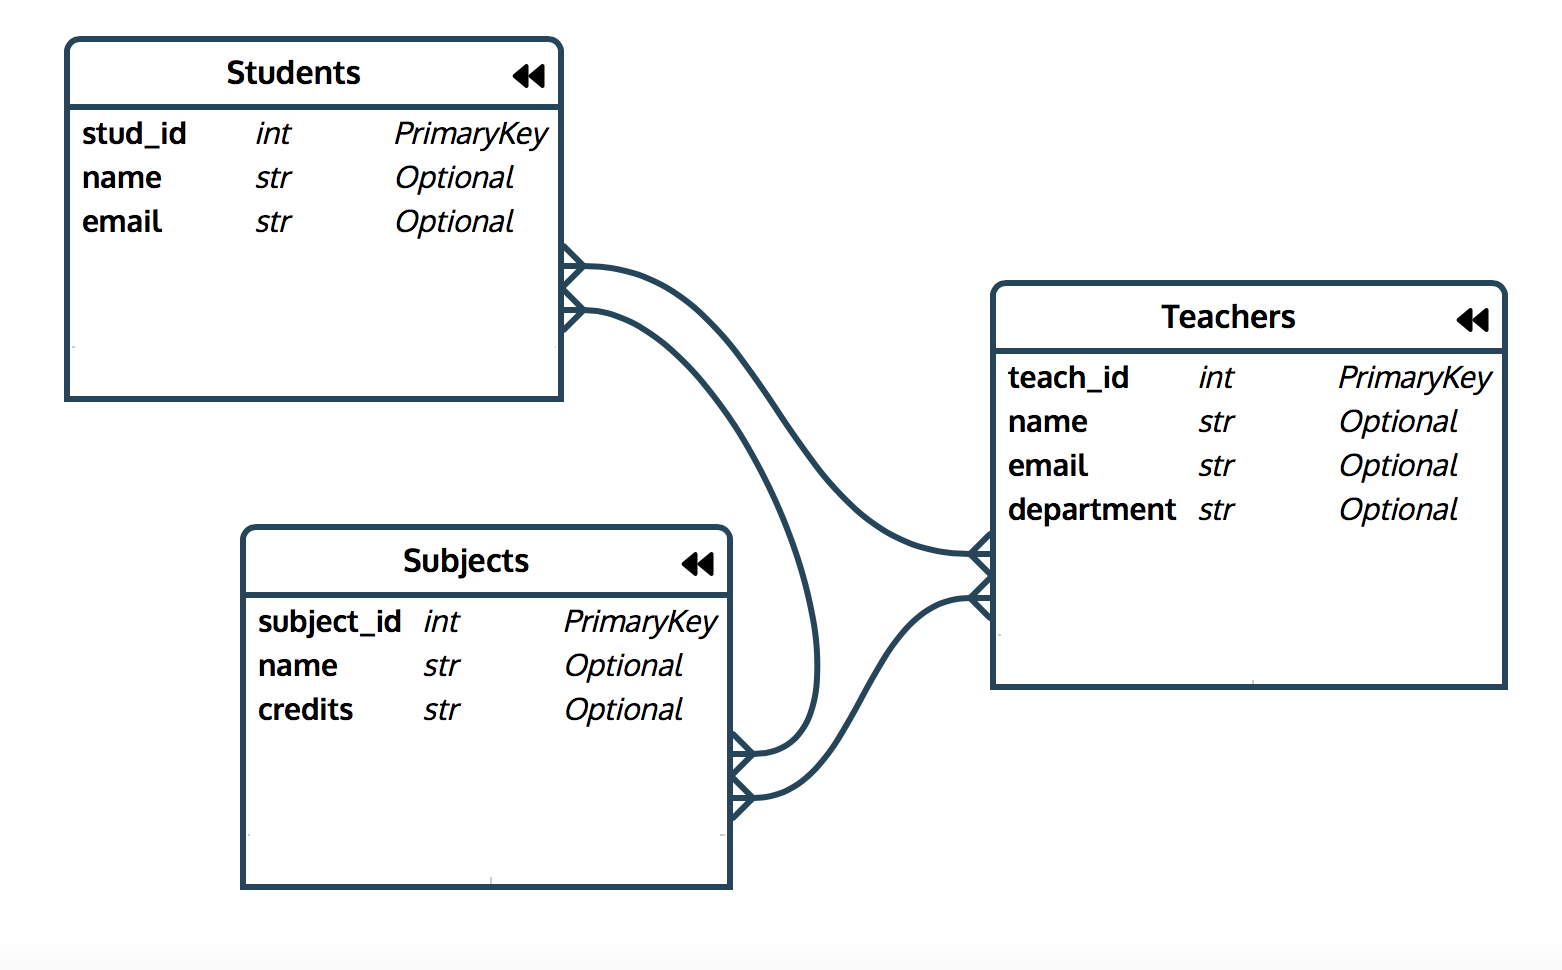 Students
stud_id int PrimaryKey
name str Optional
email str Optional
Teachers
teach_id int PrimaryKey
name str Optional
email str Optional
department str Optional
Subjects
subject_id int PrimaryKey
name str Optional
credits str Optional